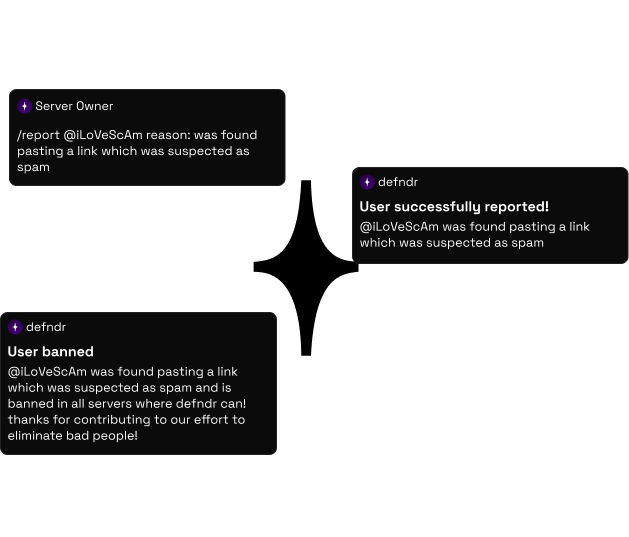 Server Owner
/report @iLoVeScAm reason: was found
pasting a link which was suspected as
spam
defndr
User successfully reported!
@iLoVeScAm was found pasting a link
which was suspected as spam
defndr
User banned
@iLoVeScAm was found pasting a link
which was suspected as spam and is
banned in all servers where defndr can!
thanks for contributing to our effort to
eliminate bad people!